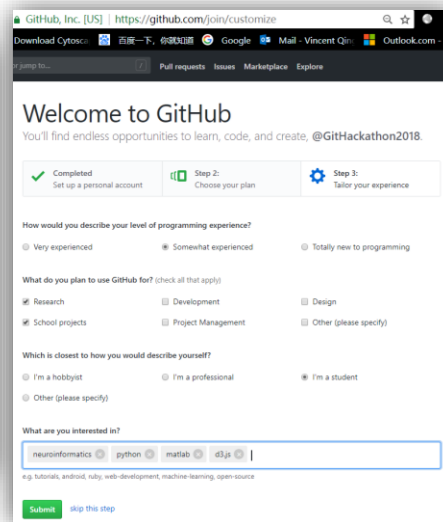 GitHub, Inc. [US] | https://github.com/join/customize
Download Cytosca 百度一下，你就知道 Google Mail - Vincent Qin Outlook.com -
or jump to... / Pull requests Issues Marketplace Explore
Welcome to GitHub
You'll find endless opportunities to learn, code, and create, @GitHackathon2018.
Completed
Set up a personal account
Step 2:
Choose your plan
Step 3:
Tailor your experience
How would you describe your level of programming experience?
Very experienced Somewhat experienced Totally new to programming
What do you plan to use GitHub for? (check all that apply)
Research Development Design
School projects Project Management Other (please specify)
Which is closest to how you would describe yourself?
I'm a hobbyist I'm a professional I'm a student
Other (please specify)
What are you interested in?
neuroinformatics python matlab d3.js
e.g. tutorials, android, ruby, web-development, machine-learning, open-source
Submit skip this step